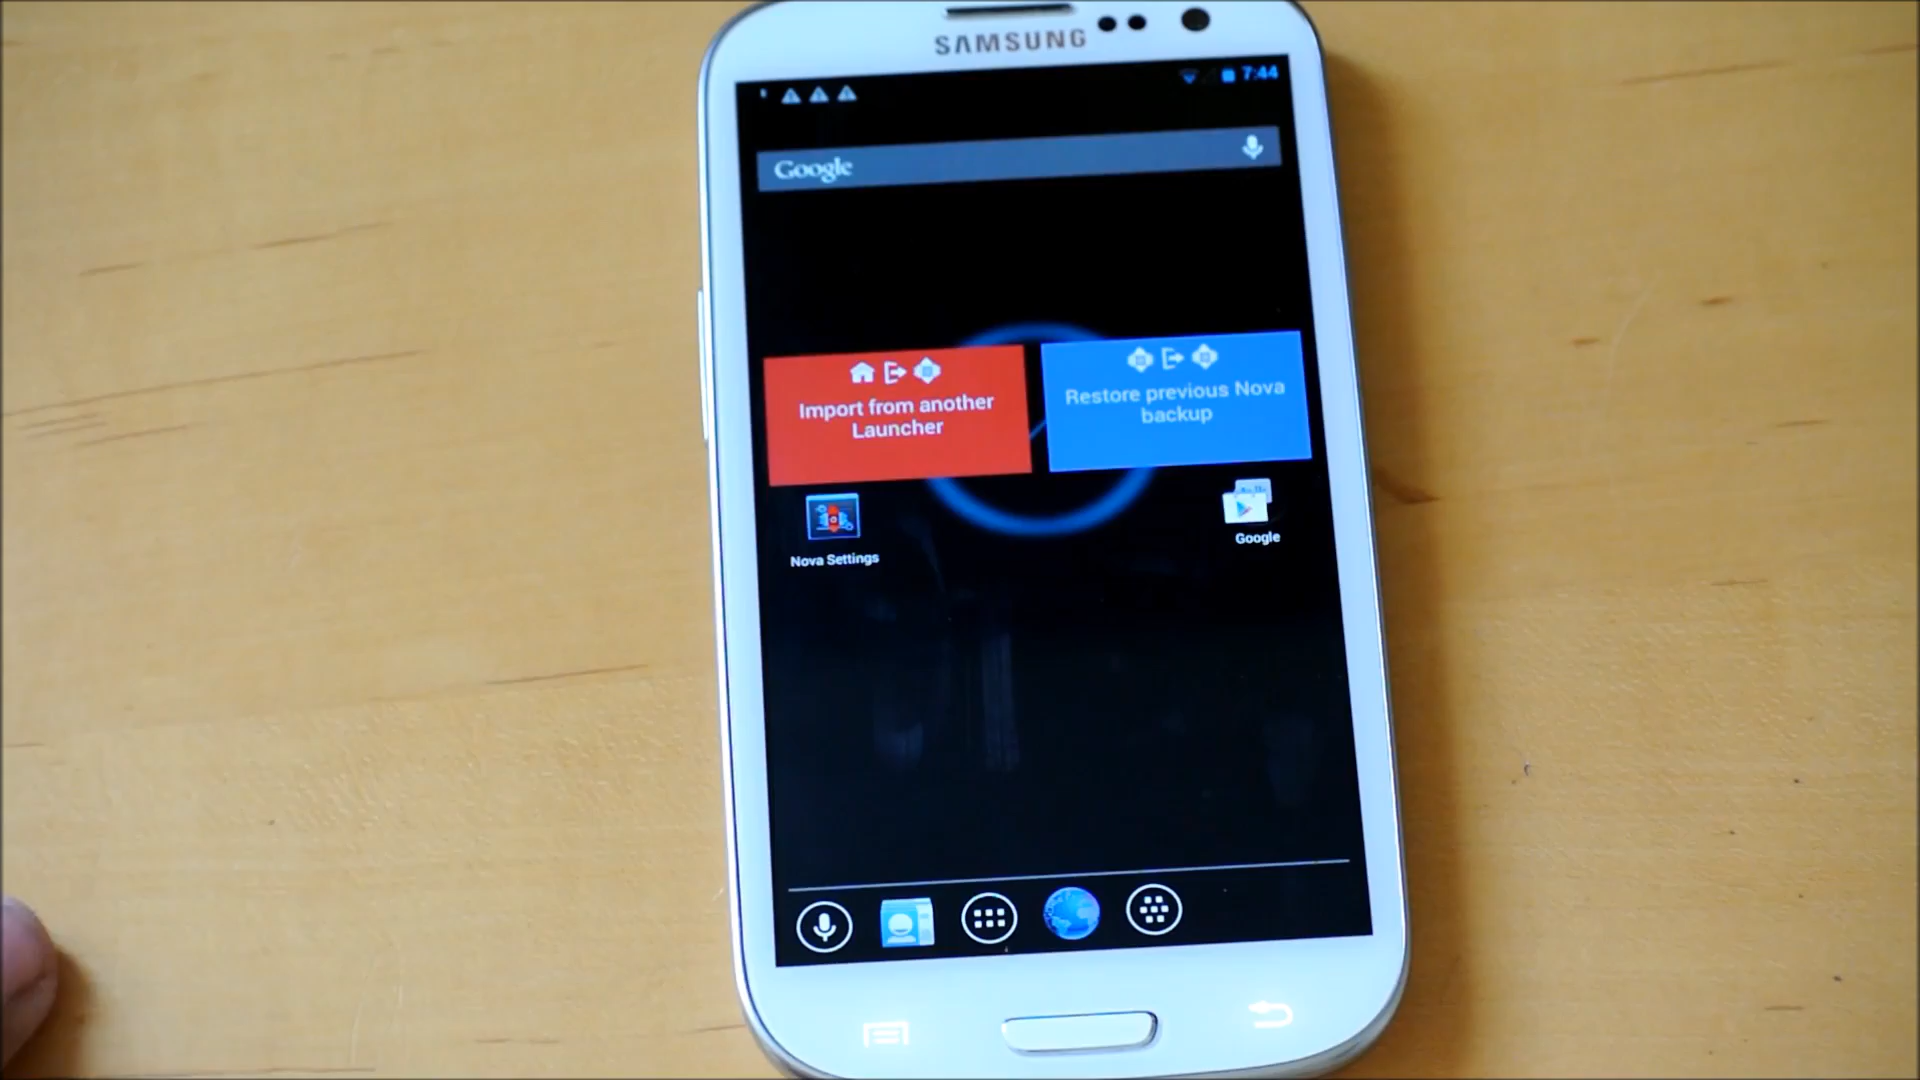 SAMSUNG
7:44
Google
Import from another
Launcher
Restore previous Nova
backup
Nova Settings
Google